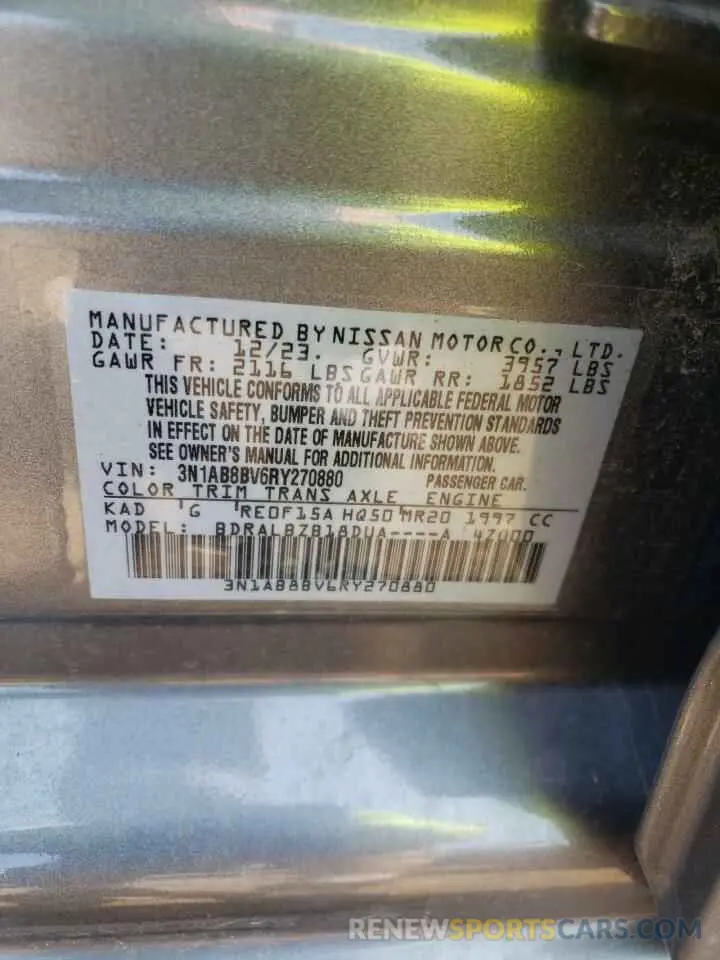 MANUFACTURED BY NISSAN MOTOR CO., LTD.
DATE: 12/23. GVWR: 3957 LBS
GAWR FR: 2116 LBS GAWR RR: 1852 LBS
THIS VEHICLE CONFORMS TO ALL APPLICABLE FEDERAL MOTOR
VEHICLE SAFETY, BUMPER AND THEFT PREVENTION STANDARDS
IN EFFECT ON THE DATE OF MANUFACTURE SHOWN ABOVE.
SEE OWNER'S MANUAL FOR ADDITIONAL INFORMATION.
VIN: 3N1AB8BV6RY270880 PASSENGER CAR.
COLOR TRIM TRANS AXLE ENGINE
KAD 'G 'RE0F15A HQ50'MR20 1997 CC
MODEL: BDRALBZB18DUA----A 47000
3N1AB8BV6RY270880
RENEWSPORTSCARS.COM